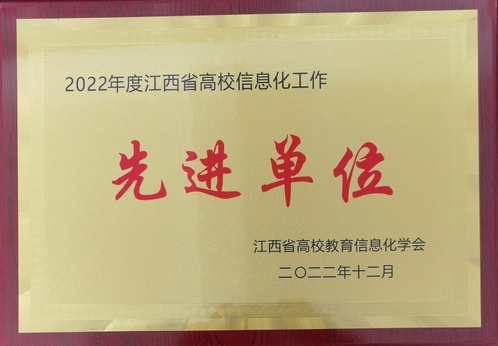 2022年度江西省高校信息化工作
先进单位
江西省高校教育信息化学会
二〇二二年十二月